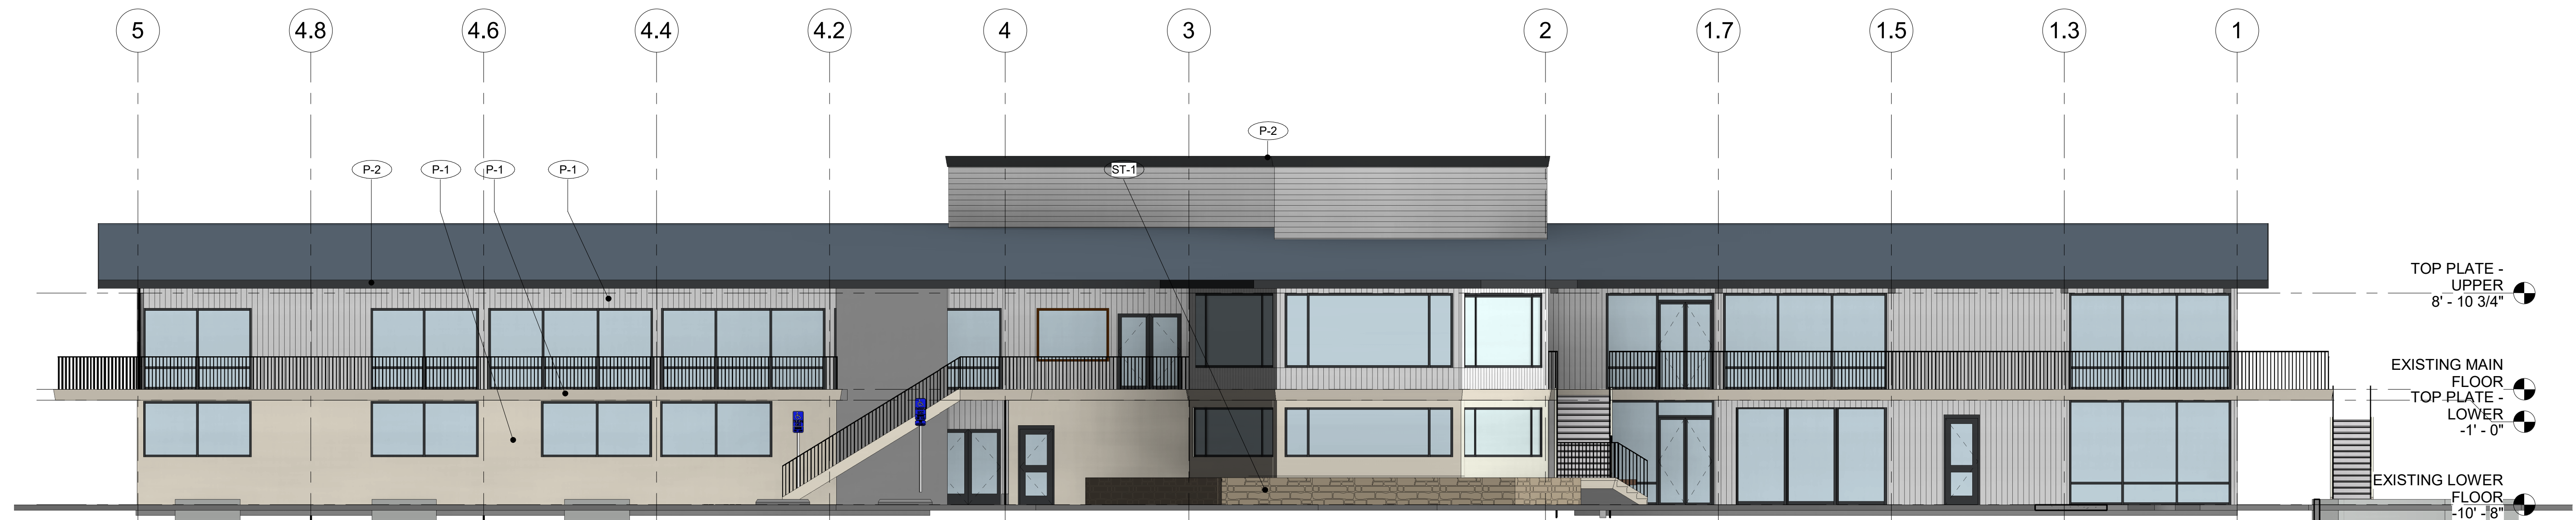 5
4.8
4.6
4.4
4.2
4
3
2
1.7
1.5
1.3
1
P-2
P-2
P-1
P-1
P-1
ST-1
TOP PLATE -
UPPER
8' - 10 3/4"
EXISTING MAIN
FLOOR
TOP PLATE -
LOWER
-1' - 0"
EXISTING LOWER
FLOOR
-10' - 8"